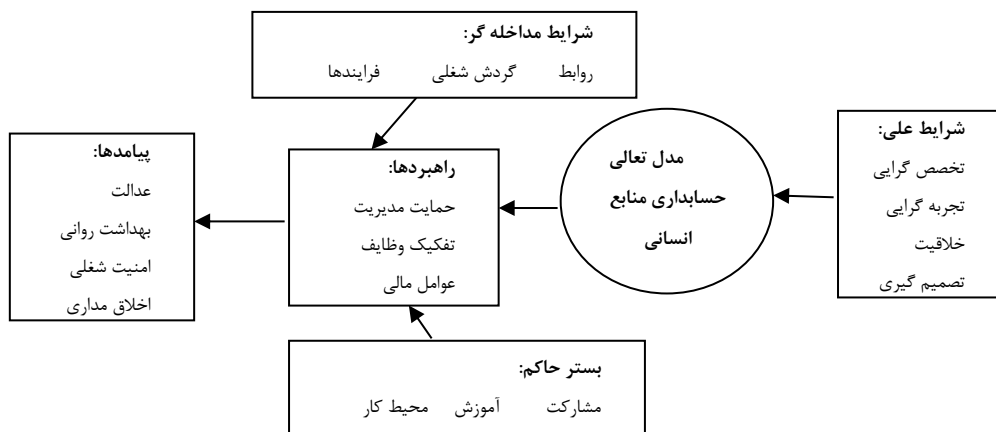 شرایط مداخله گر:
روابط گردش شغلی فرایندها
شرایط علی:
تخصص گرایی
تجربه گرایی
خلاقیت
تصمیم گیری
مدل تعالی
حسابداری منابع
انسانی
راهبردها:
حمایت مدیریت
تفکیک وظایف
عوامل مالی
پیامدها:
عدالت
بهداشت روانی
امنیت شغلی
اخلاق مداری
بستر حاکم:
مشارکت آموزش محیط کار